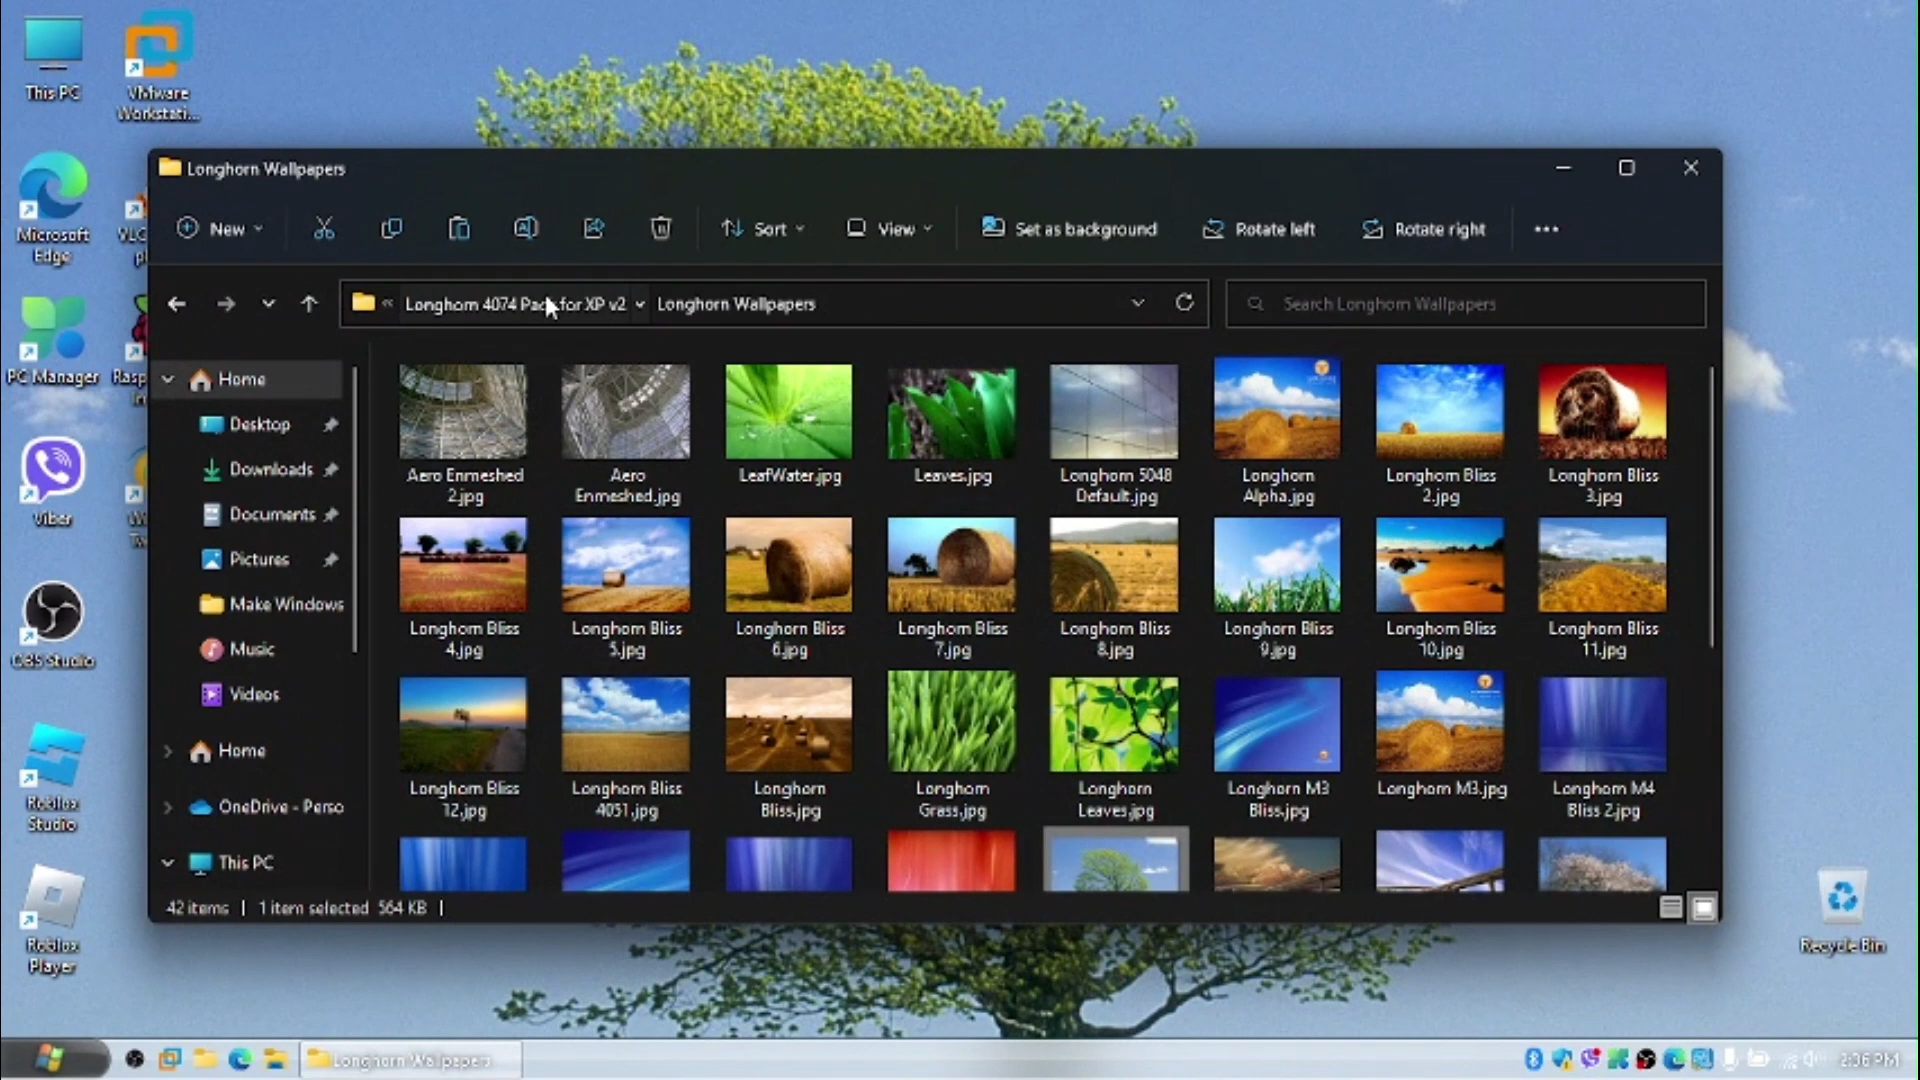 This PC
VMware
Workstati...
Microsoft
Edge
VLC
PC Manager
Rasp
Viber
OBS Studio
Roblox
Studio
Roblox
Player
Recycle Bin
Longhorn Wallpapers
New
Sort
View
Set as background
Rotate left
Rotate right
Longhorn 4074 Pack for XP v2
Longhorn Wallpapers
Search Longhorn Wallpapers
Home
Desktop
Downloads
Documents
Pictures
Make Windows
Music
Videos
Home
OneDrive - Perso
This PC
Aero Enmeshed
2.jpg
Aero
Enmeshed.jpg
LeafWater.jpg
Leaves.jpg
Longhorn 5048
Default.jpg
Longhorn
Alpha.jpg
Longhorn Bliss
2.jpg
Longhorn Bliss
3.jpg
Longhorn Bliss
4.jpg
Longhorn Bliss
5.jpg
Longhorn Bliss
6.jpg
Longhorn Bliss
7.jpg
Longhorn Bliss
8.jpg
Longhorn Bliss
9.jpg
Longhorn Bliss
10.jpg
Longhorn Bliss
11.jpg
Longhorn Bliss
12.jpg
Longhorn Bliss
4051.jpg
Longhorn
Bliss.jpg
Longhorn
Grass.jpg
Longhorn
Leaves.jpg
Longhorn M3
Bliss.jpg
Longhorn M3.jpg
Longhorn M4
Bliss 2.jpg
42 items | 1 item selected 564 KB |
Longhorn Wallpapers
2:06 PM